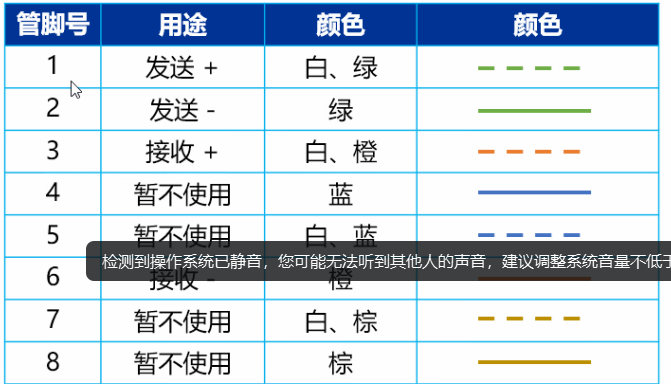 管脚号 用途 颜色 颜色
1 发送 + 白、绿
2 发送 - 绿
3 接收 + 白、橙
4 暂不使用 蓝
5 暂不使用 白、蓝
检测到操作系统已静音，您可能无法听到其他人的声音，建议调整系统音量不低于
6 接收 - 橙
7 暂不使用 白、棕
8 暂不使用 棕